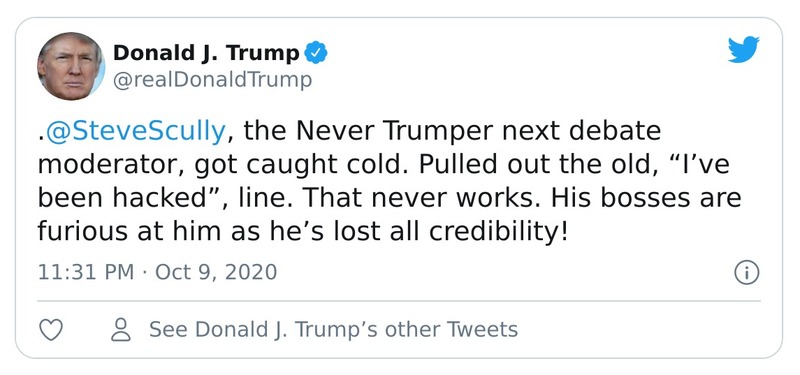 Donald J. Trump
@realDonaldTrump
.@SteveScully, the Never Trumper next debate
moderator, got caught cold. Pulled out the old, “I’ve
been hacked”, line. That never works. His bosses are
furious at him as he’s lost all credibility!
11:31 PM · Oct 9, 2020
See Donald J. Trump’s other Tweets